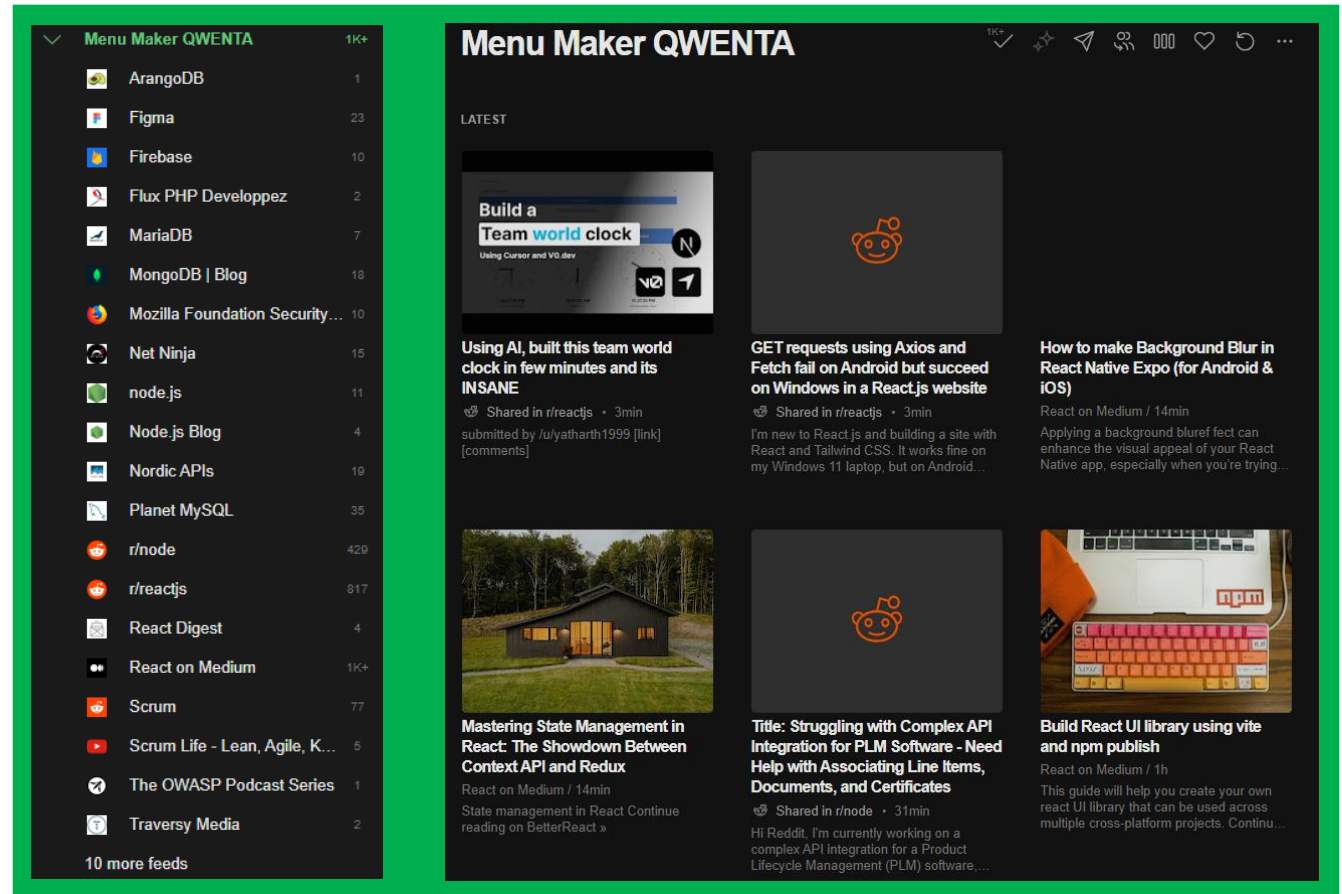 Menu Maker QWENTA 1K+
ArangoDB 1
Figma 23
Firebase 10
Flux PHP Developpez 2
MariaDB 7
MongoDB | Blog 18
Mozilla Foundation Security... 10
Net Ninja 15
node.js 11
Node.js Blog 4
Nordic APIs 19
Planet MySQL 35
r/node 429
r/reactjs 817
React Digest 4
React on Medium 1K+
Scrum 77
Scrum Life - Lean, Agile, K... 5
The OWASP Podcast Series 1
Traversy Media 2
10 more feeds
Menu Maker QWENTA
1K+
LATEST
Build a
Team world clock
Using Cursor and V0.dev
Using AI, built this team world
clock in few minutes and its
INSANE
Shared in r/reactjs • 3min
submitted by /u/yatharth1999 [link]
[comments]
GET requests using Axios and
Fetch fail on Android but succeed
on Windows in a React.js website
Shared in r/reactjs • 3min
I'm new to React.js and building a site with
React and Tailwind CSS. It works fine on
my Windows 11 laptop, but on Android...
How to make Background Blur in
React Native Expo (for Android &
iOS)
React on Medium / 14min
Applying a background bluref fect can
enhance the visual appeal of your React
Native app, especially when you're trying...
Mastering State Management in
React: The Showdown Between
Context API and Redux
React on Medium / 14min
State management in React Continue
reading on BetterReact »
Title: Struggling with Complex API
Integration for PLM Software - Need
Help with Associating Line Items,
Documents, and Certificates
Shared in r/node • 31min
Hi Reddit, I'm currently working on a
complex API integration for a Product
Lifecycle Management (PLM) software,...
npm
Build React UI library using vite
and npm publish
React on Medium / 1h
This guide will help you create your own
react UI library that can be used across
multiple cross-platform projects. Continu...